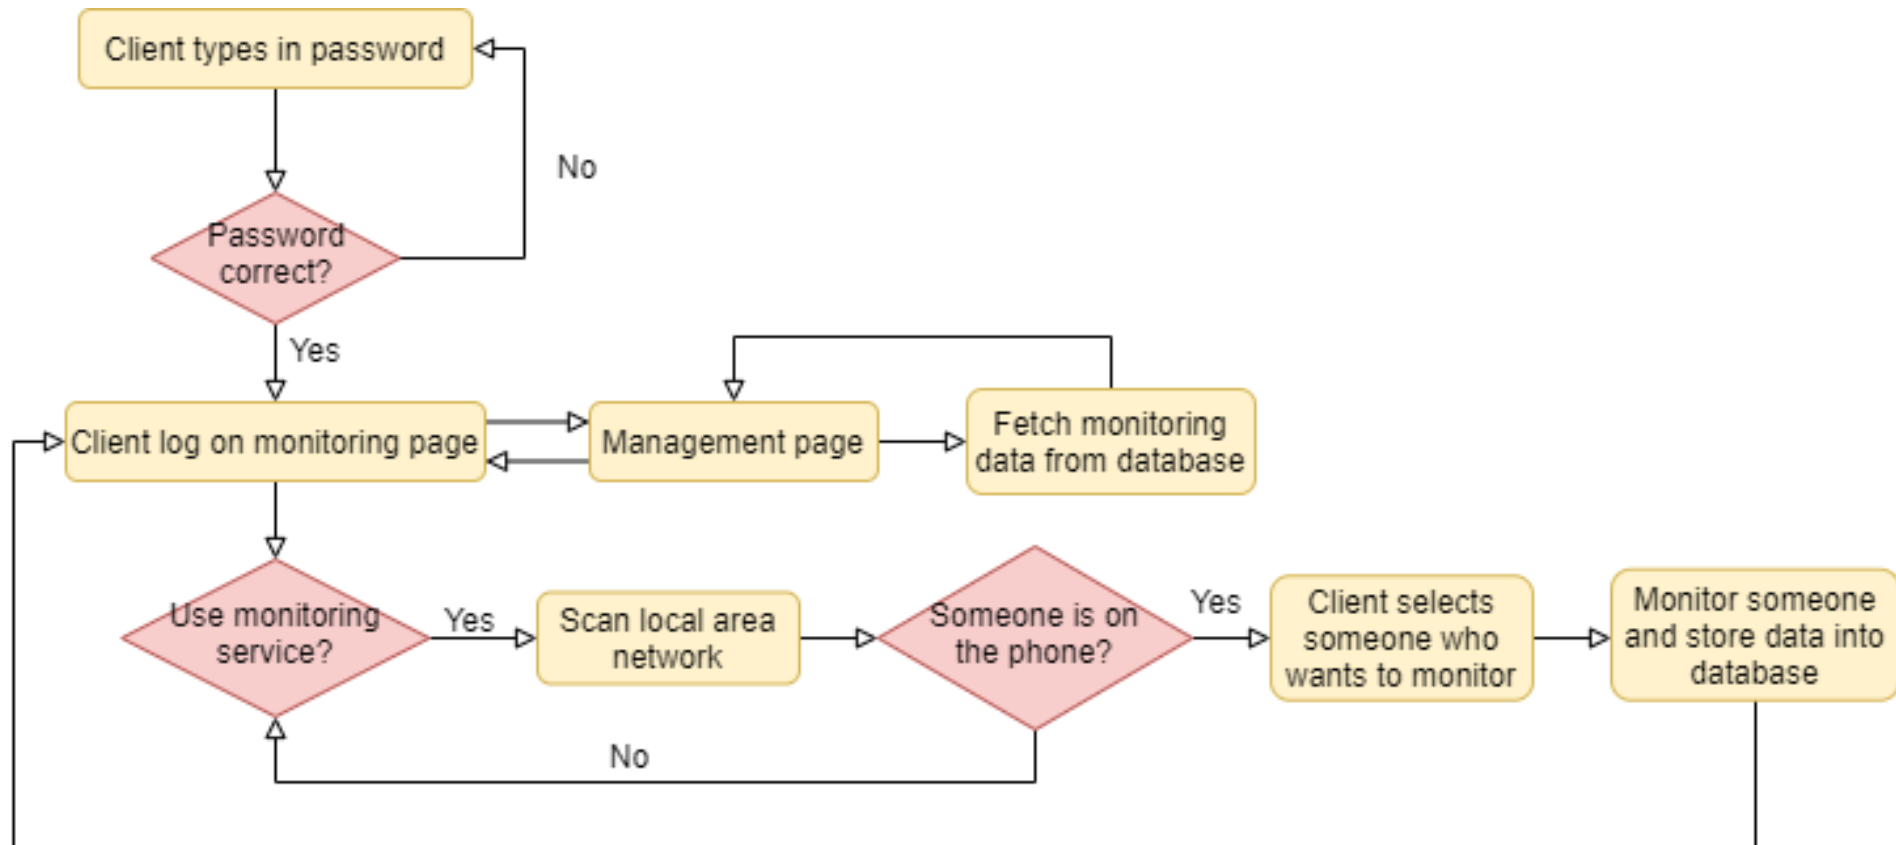 Client types in password
No
Password
correct?
Yes
Client log on monitoring page
Management page
Fetch monitoring
data from database
Use monitoring
service?
Yes
Scan local area
network
Someone is on
the phone?
Yes
Client selects
someone who
wants to monitor
Monitor someone
and store data into
database
No